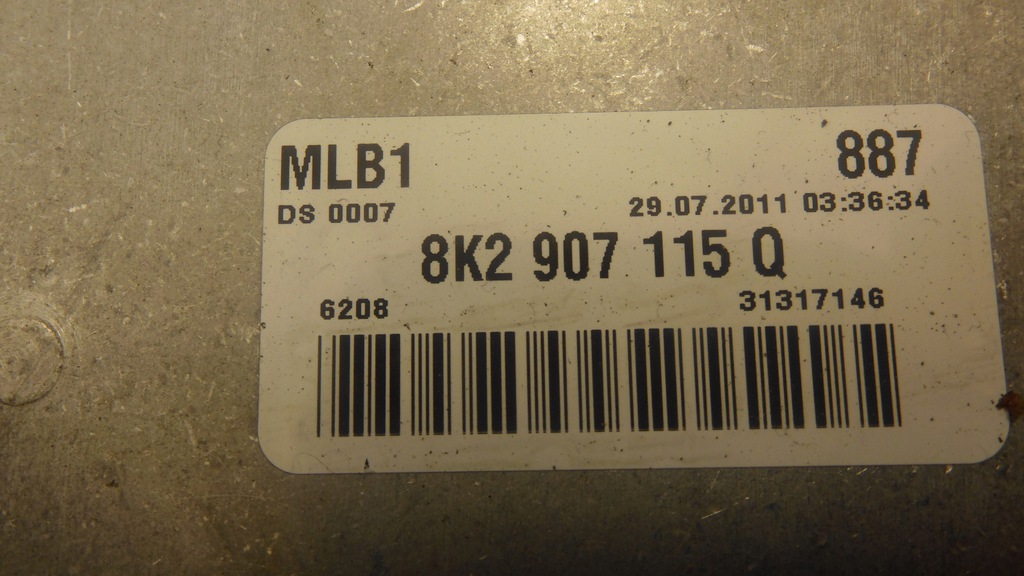 MLB1 887
DS 0007 29.07.2011 03:36:34
8K2 907 115 Q
6208 31317146